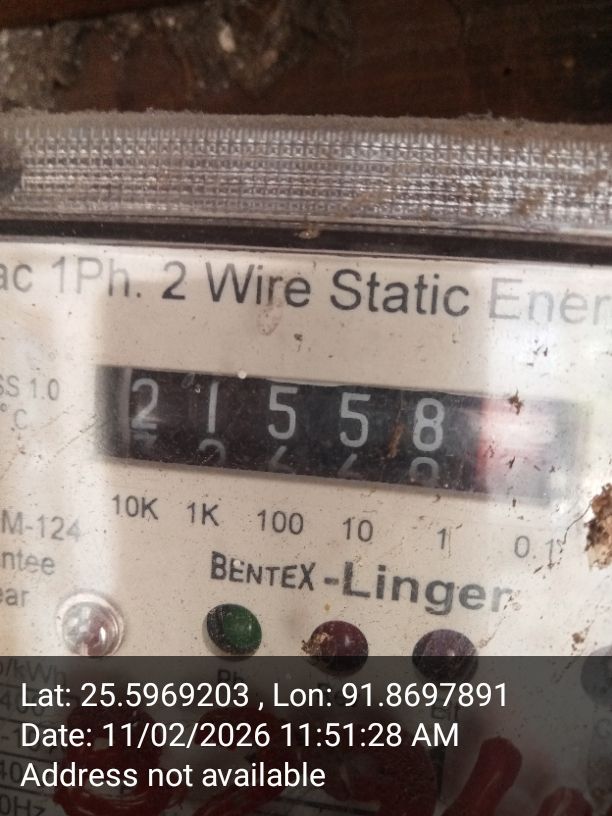 ac 1Ph. 2 Wire Static Ener
SS 1.0
°C
2 1 5 5 8
10K 1K 100 10 1 0.1
M-124
ntee
ear
BENTEX-Linger
Lat: 25.5969203 , Lon: 91.8697891
Date: 11/02/2026 11:51:28 AM
Address not available